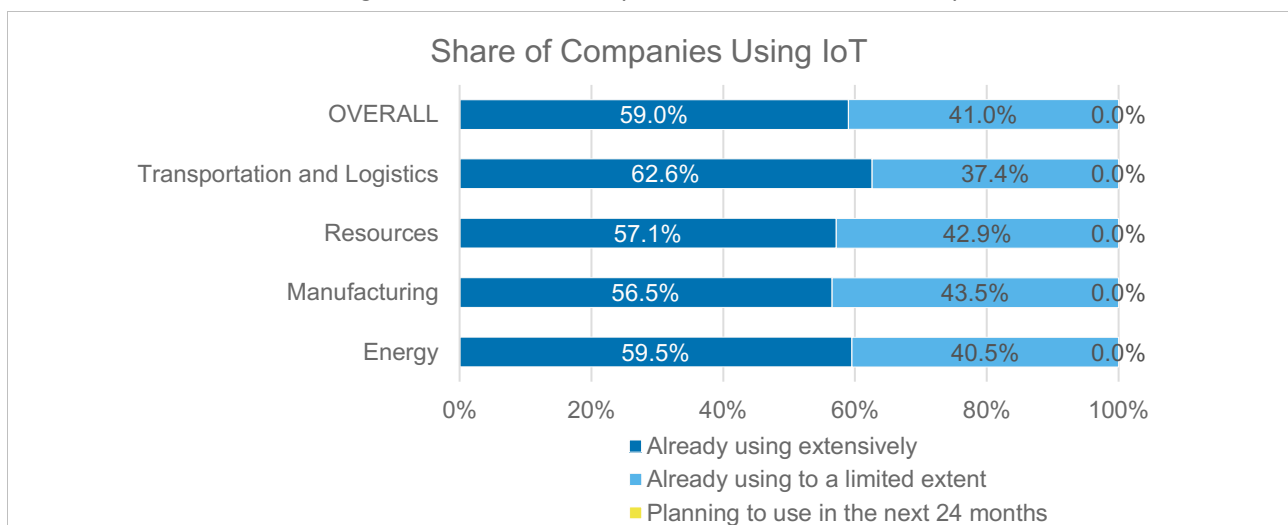 Share of Companies Using IoT
OVERALL 59.0% 41.0% 0.0%
Transportation and Logistics 62.6% 37.4% 0.0%
Resources 57.1% 42.9% 0.0%
Manufacturing 56.5% 43.5% 0.0%
Energy 59.5% 40.5% 0.0%
0% 20% 40% 60% 80% 100%
Already using extensively
Already using to a limited extent
Planning to use in the next 24 months